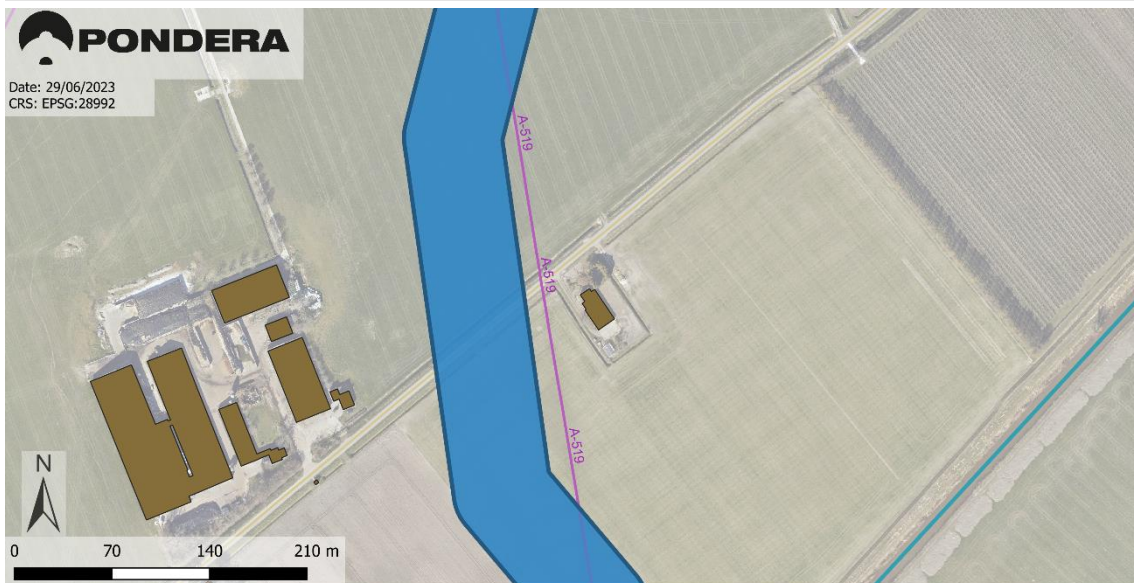 PONDERA
Date: 29/06/2023
CRS: EPSG:28992
A-519
A-519
A-519
N
0 70 140 210 m